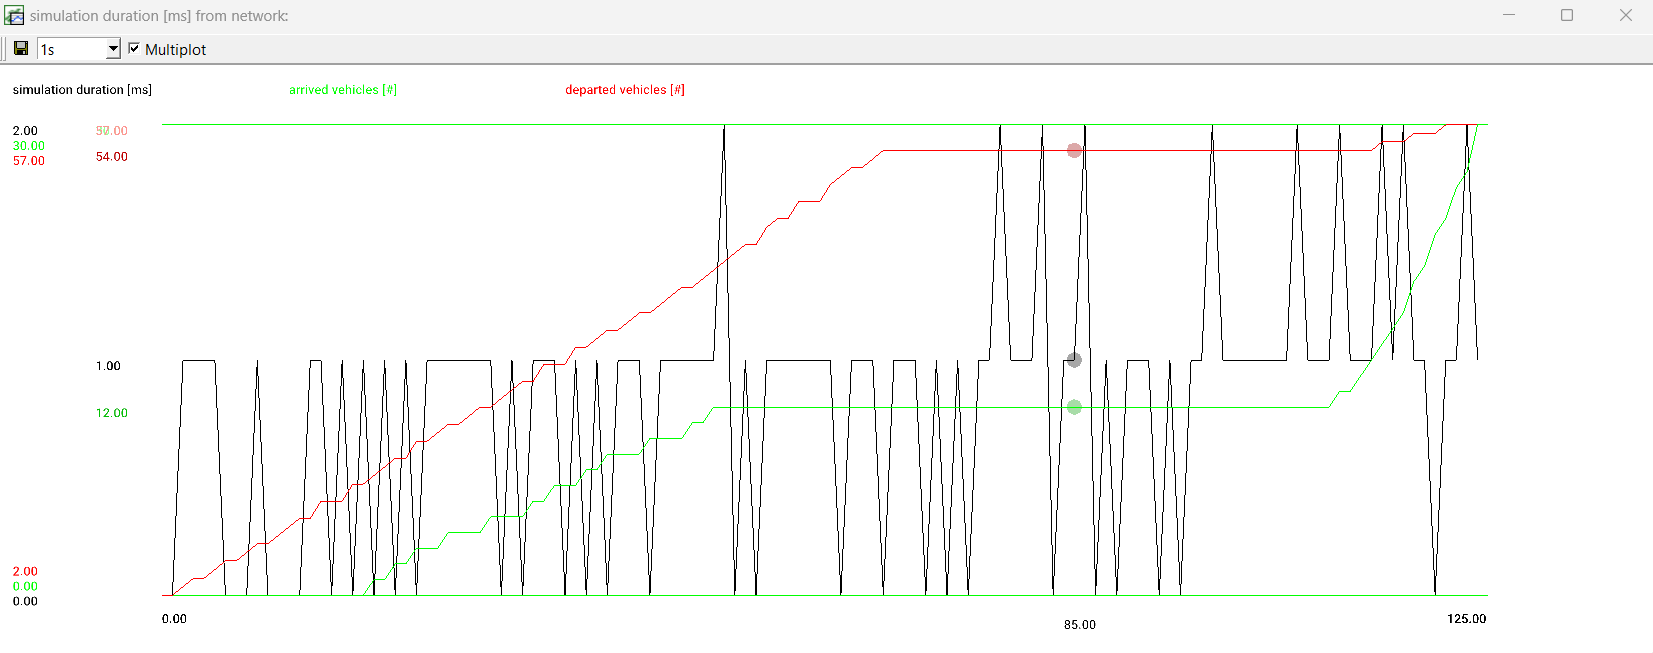 simulation duration [ms] from network:
1s
Multiplot
simulation duration [ms]
arrived vehicles [#]
departed vehicles [#]
2.00
30.00
57.00
54.00
1.00
12.00
2.00
0.00
0.00
0.00
85.00
125.00